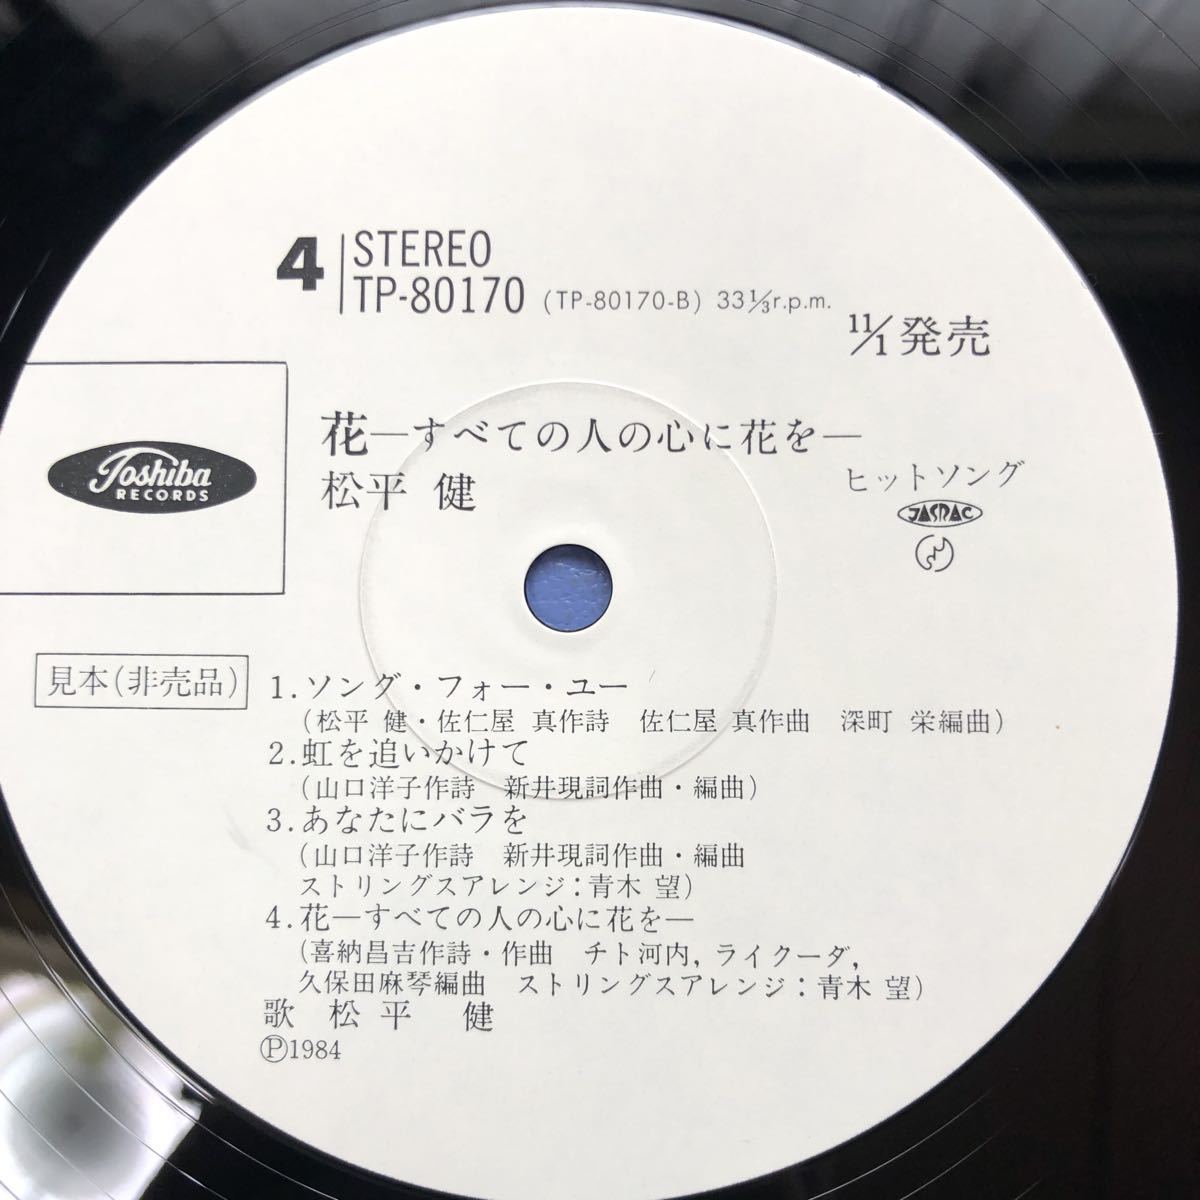 4 STEREO
TP-80170 (TP-80170-B) 33⅓r.p.m.
11/1発売
花―すべての人の心に花を―
松平 健
ヒットソング
JASRAC
Toshiba
RECORDS
見本(非売品)
1.ソング・フォー・ユー
(松平 健・佐仁屋 真作詩 佐仁屋 真作曲 深町 栄編曲)
2.虹を追いかけて
(山口洋子作詩 新井現詞作曲・編曲)
3.あなたにバラを
(山口洋子作詩 新井現詞作曲・編曲
ストリングスアレンジ:青木 望)
4.花―すべての人の心に花を―
(喜納昌吉作詩・作曲 チト河内,ライクーダ,
久保田麻琴編曲 ストリングスアレンジ:青木 望)
歌 松平 健
Ⓟ1984